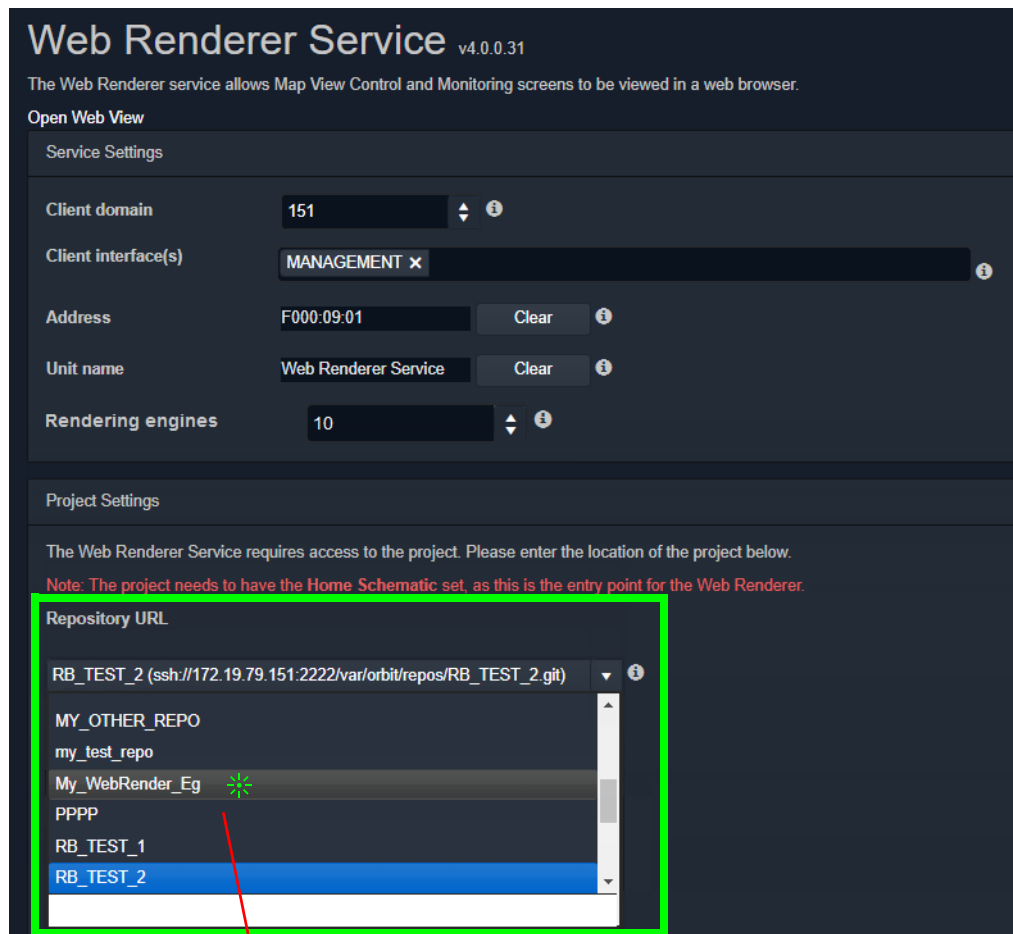 Web Renderer Service v4.0.0.31
The Web Renderer service allows Map View Control and Monitoring screens to be viewed in a web browser.
Open Web View
Service Settings
Client domain 151
Client interface(s) MANAGEMENT ×
Address F000:09:01 Clear
Unit name Web Renderer Service Clear
Rendering engines 10
Project Settings
The Web Renderer Service requires access to the project. Please enter the location of the project below.
Note: The project needs to have the Home Schematic set, as this is the entry point for the Web Renderer.
Repository URL
RB_TEST_2 (ssh://172.19.79.151:2222/var/orbit/repos/RB_TEST_2.git)
MY_OTHER_REPO
my_test_repo
My_WebRender_Eg
PPPP
RB_TEST_1
RB_TEST_2